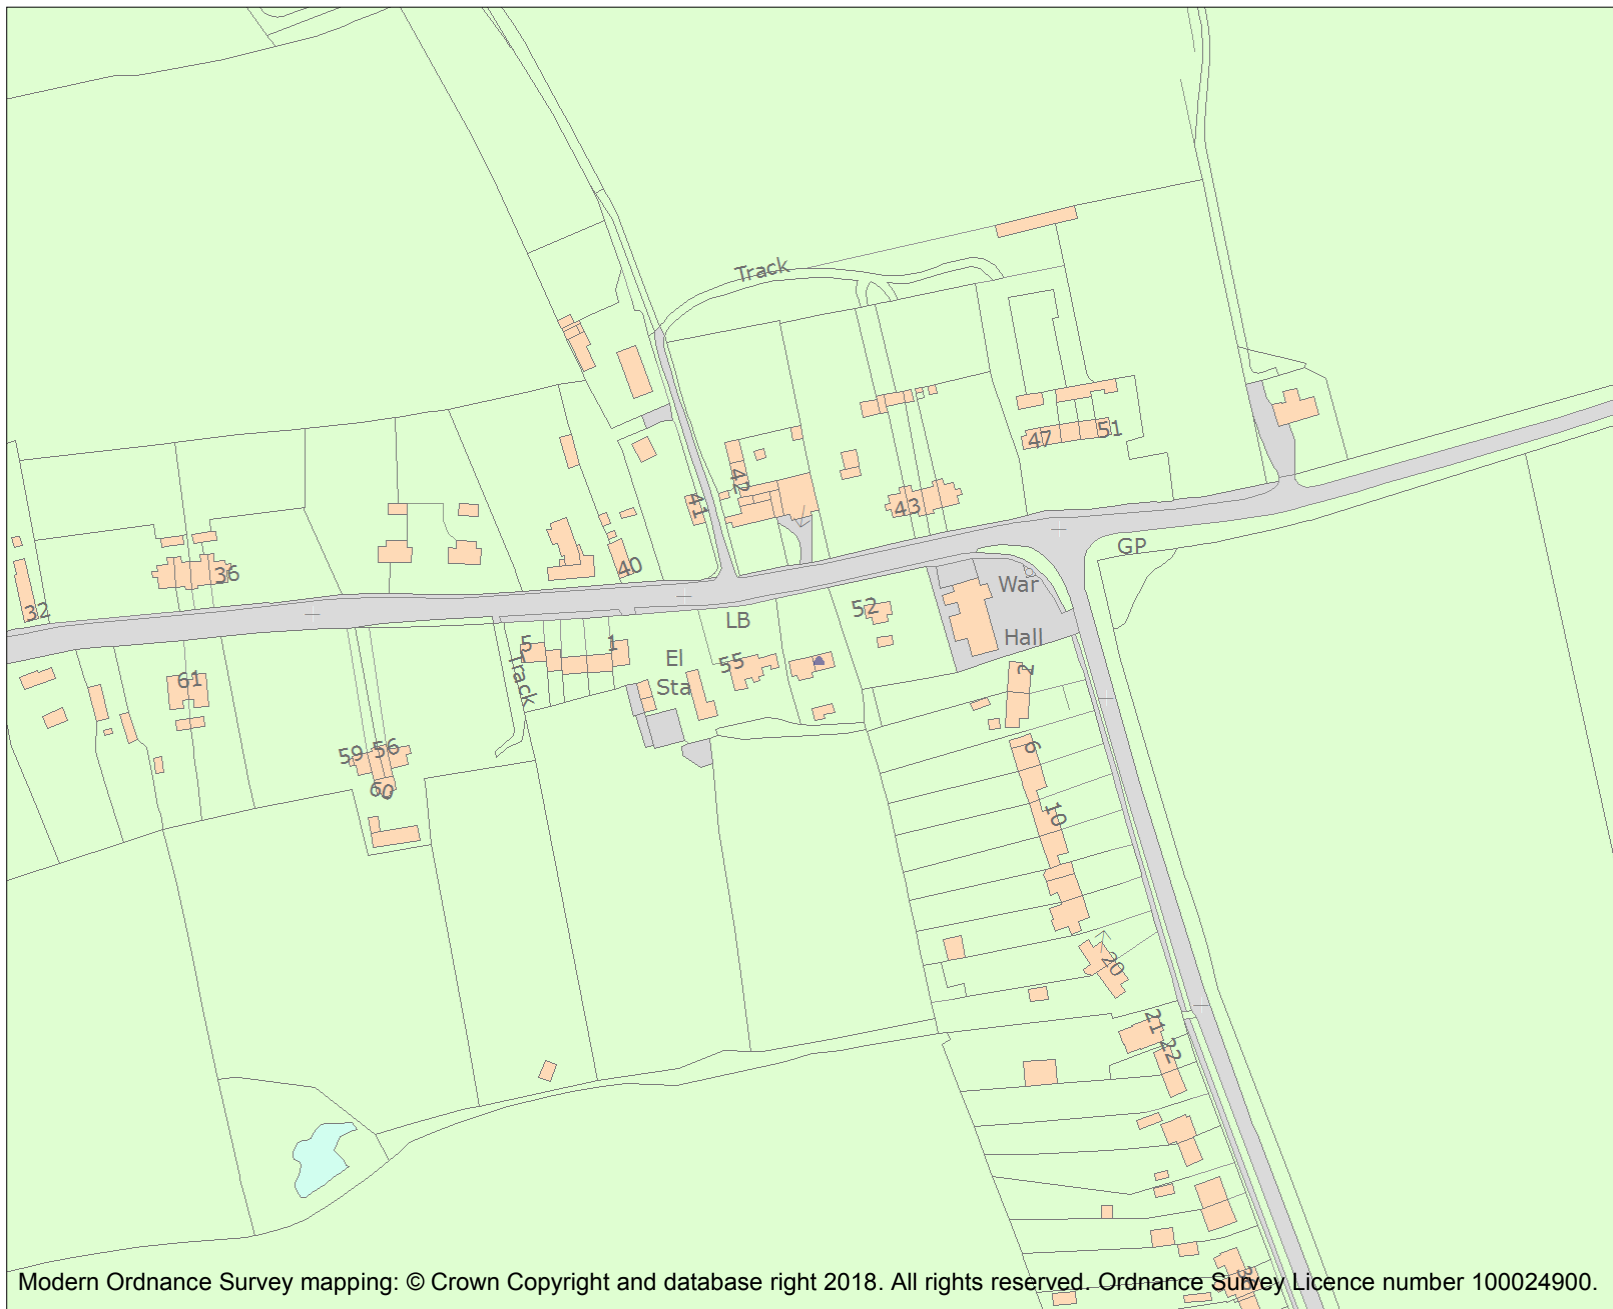 Track
47
51
42
41
43
36
40
32
GP
War
52
LB
Hall
5
1
El
55
Sta
2
61
Track
59
56
6
60
10
20
21
22
Modern Ordnance Survey mapping: © Crown Copyright and database right 2018. All rights reserved. Ordnance Survey Licence number 100024900.